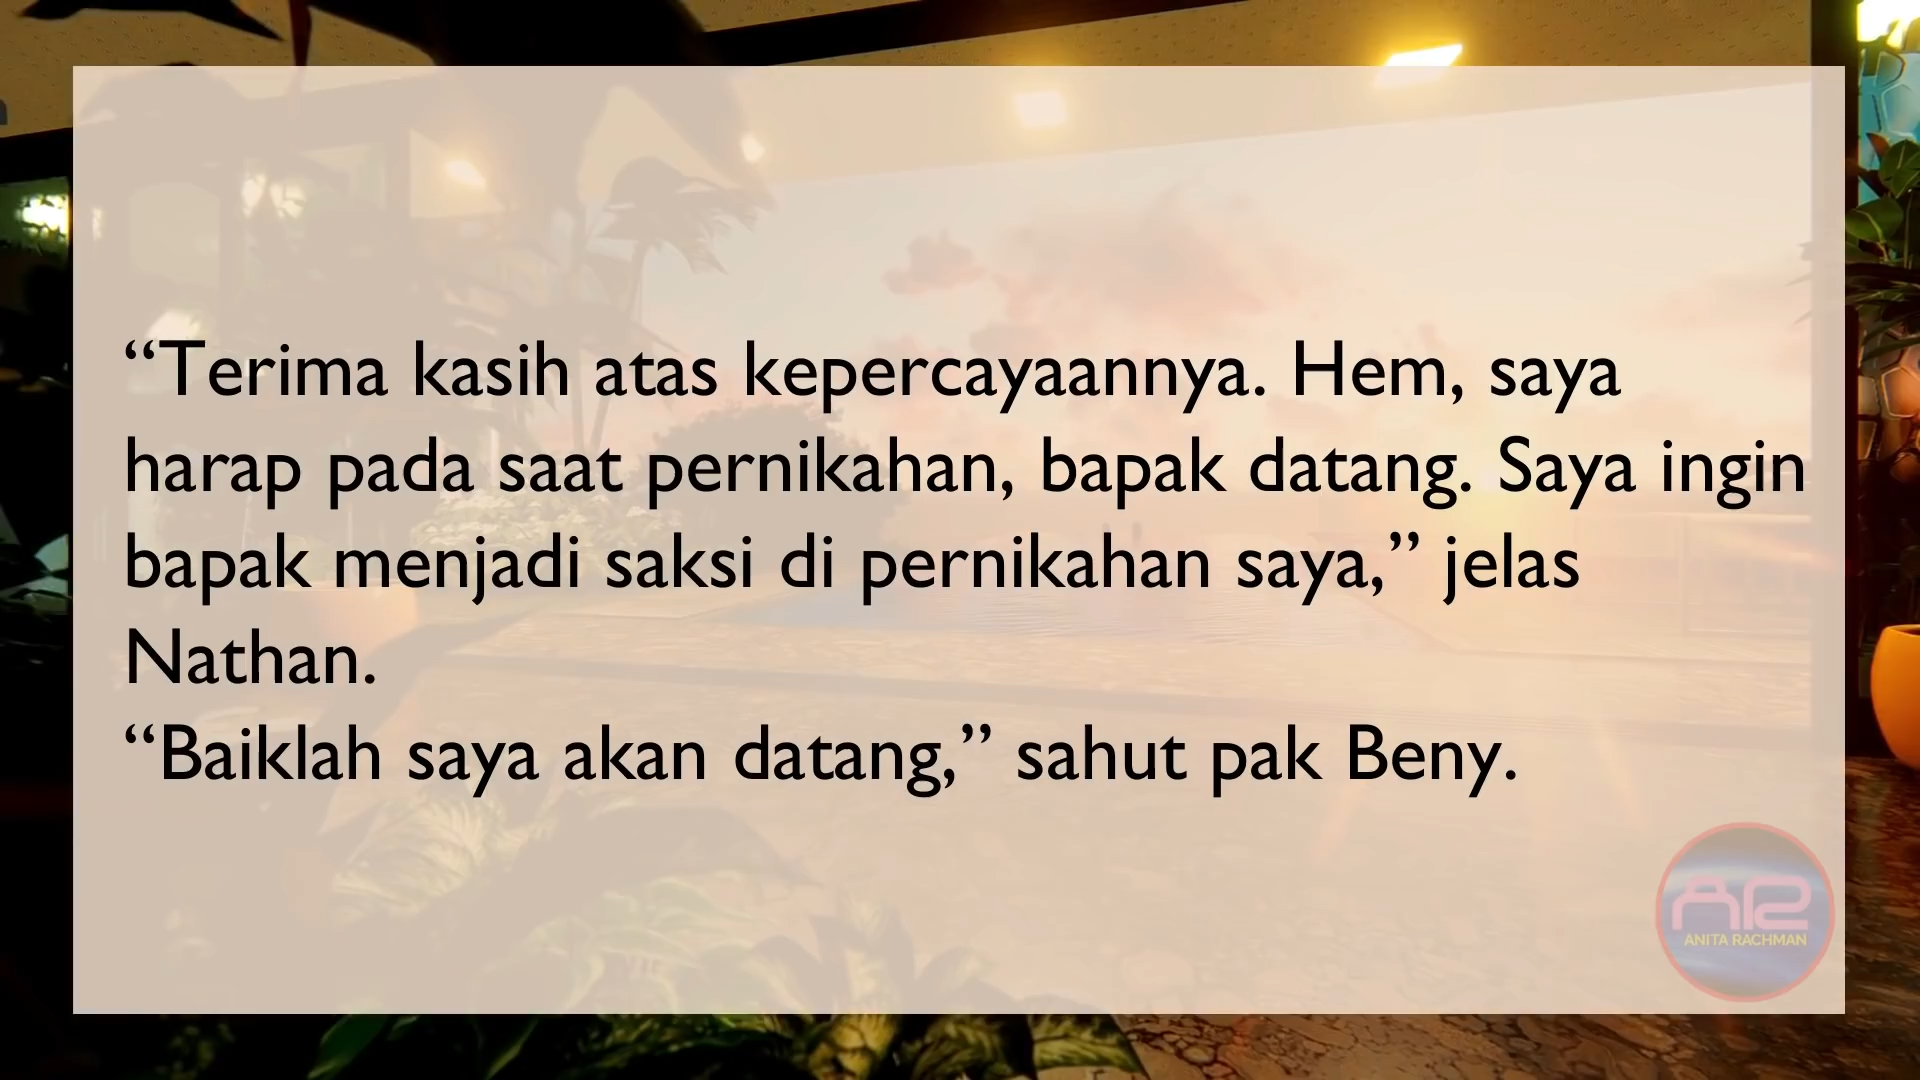 “Terima kasih atas kepercayaannya. Hem, saya
harap pada saat pernikahan, bapak datang. Saya ingin
bapak menjadi saksi di pernikahan saya,” jelas
Nathan.
“Baiklah saya akan datang,” sahut pak Beny.
AR
ANITA RACHMAN